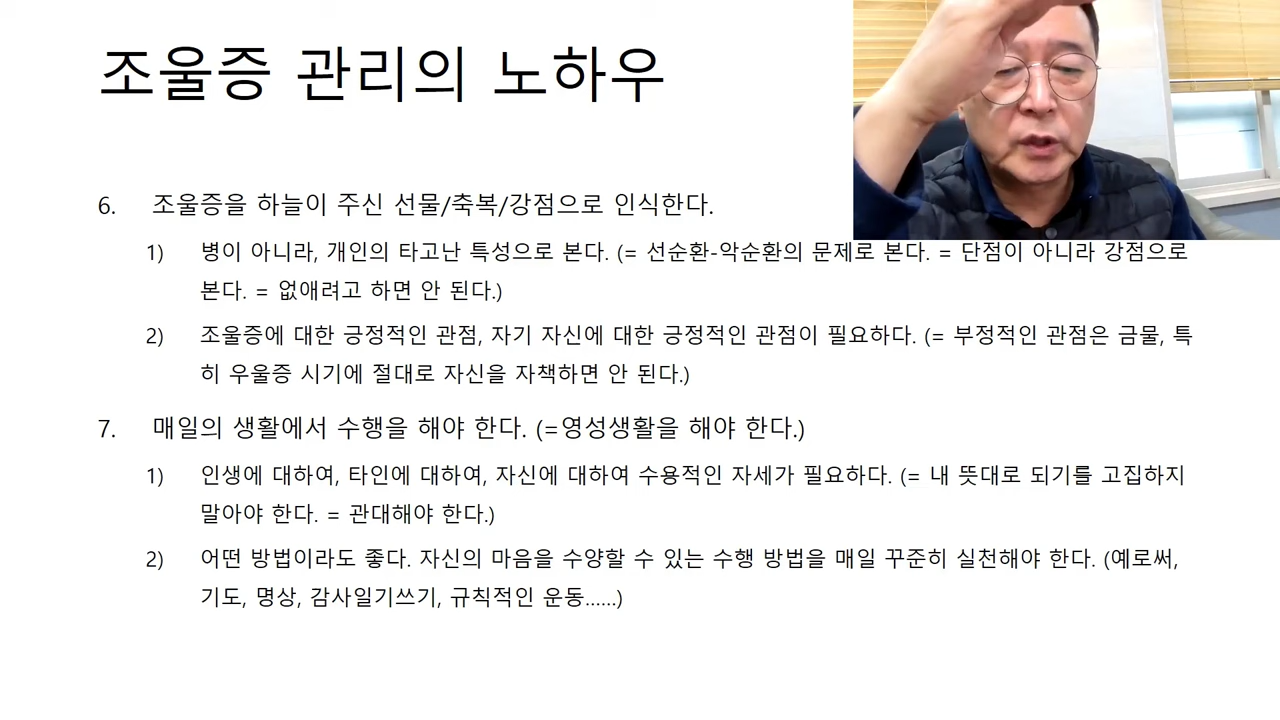 조울증 관리의 노하우
6. 조울증을 하늘이 주신 선물/축복/강점으로 인식한다.
1) 병이 아니라, 개인의 타고난 특성으로 본다. (= 선순환-악순환의 문제로 본다. = 단점이 아니라 강점으로
본다. = 없애려고 하면 안 된다.)
2) 조울증에 대한 긍정적인 관점, 자기 자신에 대한 긍정적인 관점이 필요하다. (= 부정적인 관점은 금물, 특
히 우울증 시기에 절대로 자신을 자책하면 안 된다.)
7. 매일의 생활에서 수행을 해야 한다. (=영성생활을 해야 한다.)
1) 인생에 대하여, 타인에 대하여, 자신에 대하여 수용적인 자세가 필요하다. (= 내 뜻대로 되기를 고집하지
말아야 한다. = 관대해야 한다.)
2) 어떤 방법이라도 좋다. 자신의 마음을 수양할 수 있는 수행 방법을 매일 꾸준히 실천해야 한다. (예로써,
기도, 명상, 감사일기쓰기, 규칙적인 운동……)